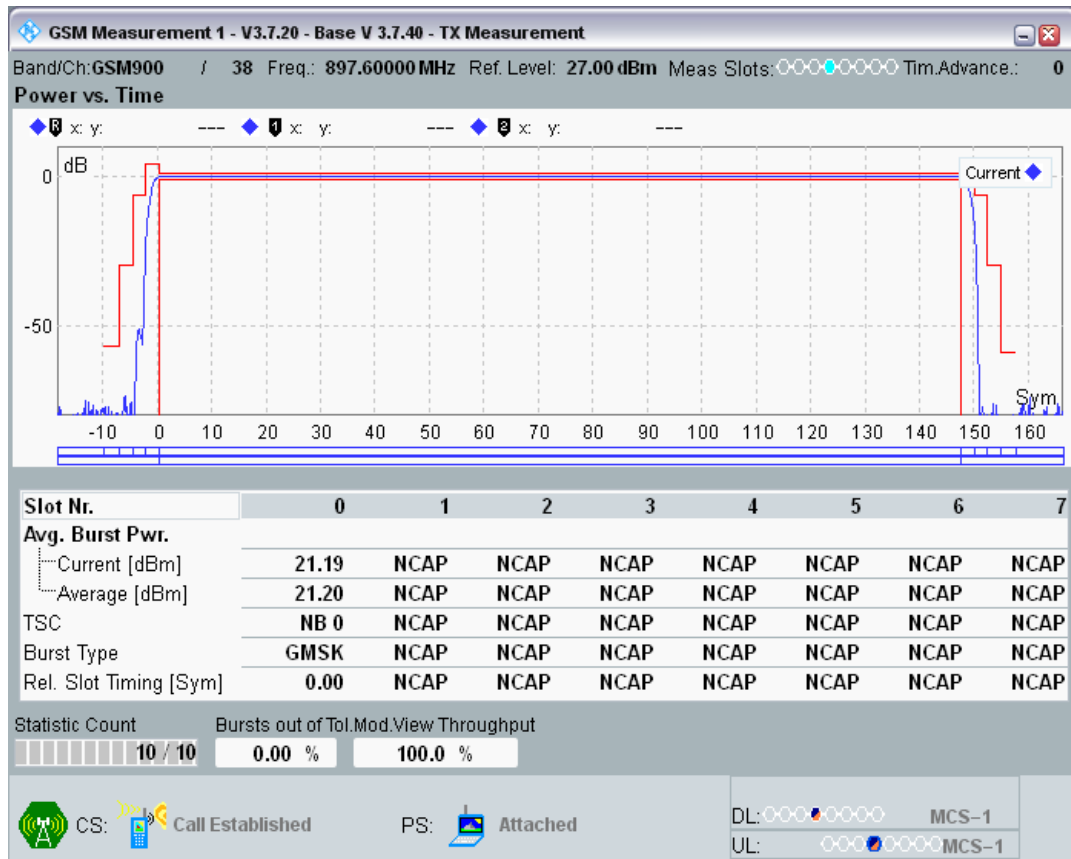 GSM Measurement 1 - V3.7.20 - Base V 3.7.40 - TX Measurement
Band/Ch:GSM900 / 38 Freq.: 897.60000 MHz Ref. Level: 27.00 dBm Meas Slots: Tim.Advance.: 0
Power vs. Time
R x: y: --- 1 x: y: --- 2 x: y: ---
dB
0
Current
-50
Sym
-10 0 10 20 30 40 50 60 70 80 90 100 110 120 130 140 150 160
Slot Nr. 0 1 2 3 4 5 6 7
Avg. Burst Pwr.
Current [dBm] 21.19 NCAP NCAP NCAP NCAP NCAP NCAP NCAP
Average [dBm] 21.20 NCAP NCAP NCAP NCAP NCAP NCAP NCAP
TSC NB 0 NCAP NCAP NCAP NCAP NCAP NCAP NCAP
Burst Type GMSK NCAP NCAP NCAP NCAP NCAP NCAP NCAP
Rel. Slot Timing [Sym] 0.00 NCAP NCAP NCAP NCAP NCAP NCAP NCAP
Statistic Count Bursts out of Tol. Mod.View Throughput
10 / 10 0.00 % 100.0 %
CS: Call Established PS: Attached
DL: MCS-1
UL: MCS-1